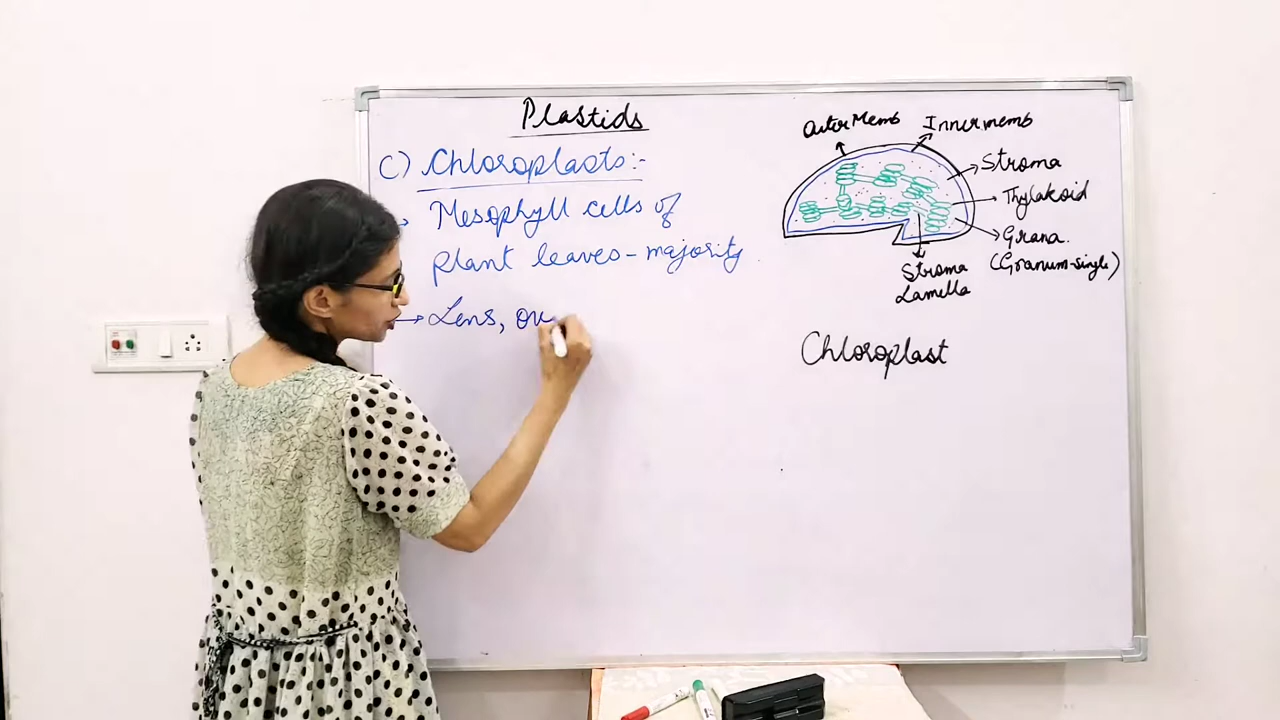 Plastids
C) Chloroplasts:-
Mesophyll cells of
plant leaves - majority
→ Lens, ov
Outer Memb
Inner memb
Stroma
Thylakoid
Grana.
(Granum-single)
Stroma
Lamella
Chloroplast